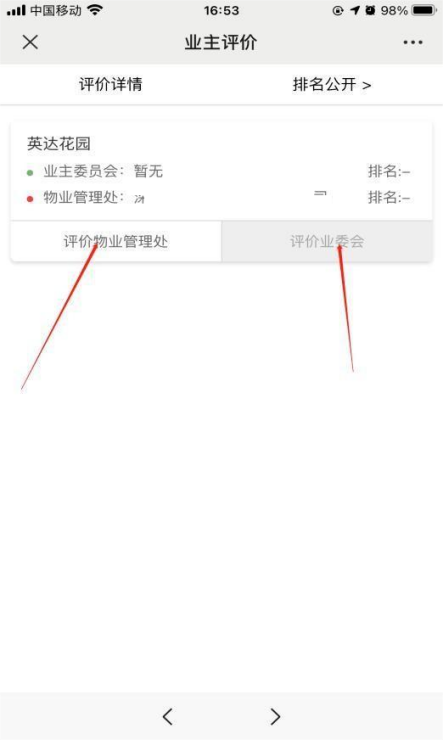 中国移动 16:53 98%
业主评价
评价详情 排名公开 >
英达花园
业主委员会：暂无 排名:–
物业管理处： 排名:–
评价物业管理处 评价业委会